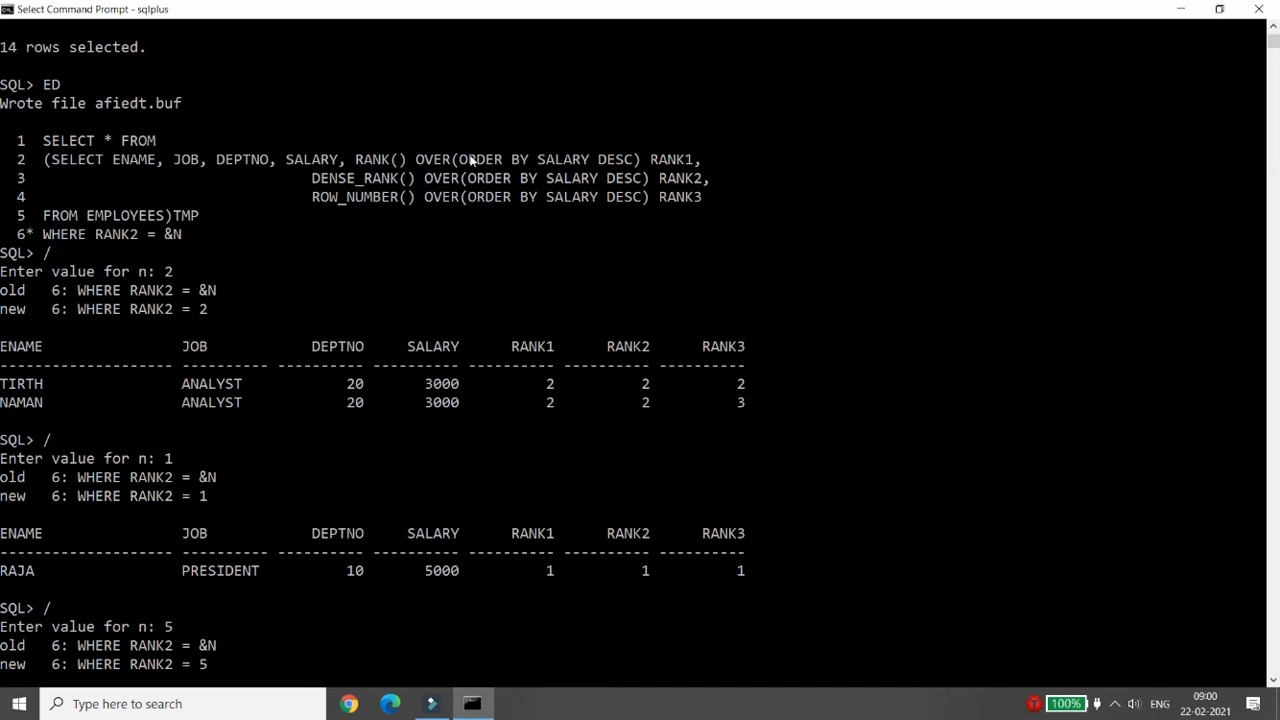 Select Command Prompt - sqlplus
14 rows selected.
SQL> ED
Wrote file afiedt.buf
  1  SELECT * FROM
  2  (SELECT ENAME, JOB, DEPTNO, SALARY, RANK() OVER(ORDER BY SALARY DESC) RANK1,
  3                                 DENSE_RANK() OVER(ORDER BY SALARY DESC) RANK2,
  4                                 ROW_NUMBER() OVER(ORDER BY SALARY DESC) RANK3
  5  FROM EMPLOYEES)TMP
  6* WHERE RANK2 = &N
SQL> /
Enter value for n: 2
old   6: WHERE RANK2 = &N
new   6: WHERE RANK2 = 2
ENAME                JOB            DEPTNO     SALARY      RANK1      RANK2      RANK3
-------------------- ---------- ---------- ---------- ---------- ---------- ----------
TIRTH                ANALYST            20       3000          2          2          2
NAMAN                ANALYST            20       3000          2          2          3
SQL> /
Enter value for n: 1
old   6: WHERE RANK2 = &N
new   6: WHERE RANK2 = 1
ENAME                JOB            DEPTNO     SALARY      RANK1      RANK2      RANK3
-------------------- ---------- ---------- ---------- ---------- ---------- ----------
RAJA                 PRESIDENT          10       5000          1          1          1
SQL> /
Enter value for n: 5
old   6: WHERE RANK2 = &N
new   6: WHERE RANK2 = 5
Type here to search
100%
ENG
09:00
22-02-2021